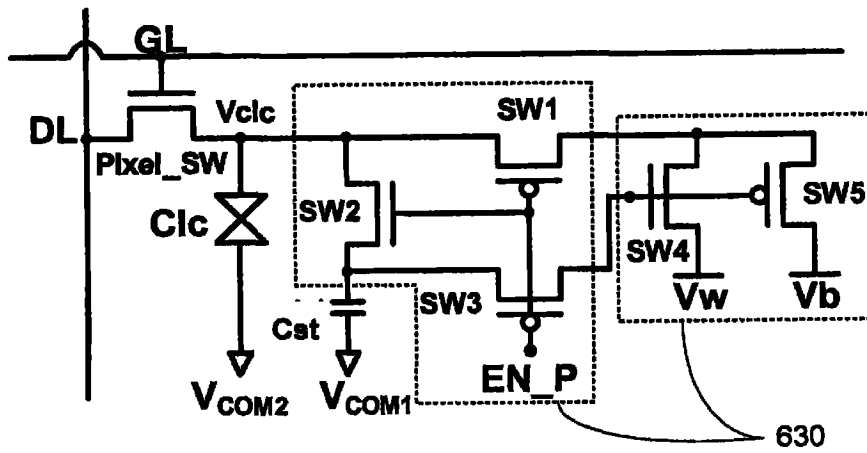 GL
DL
Vclc
SW1
Pixel_SW
SW2
SW5
Clc
SW4
SW3
Vw
Vb
Cst
EN_P
VCOM2
VCOM1
630